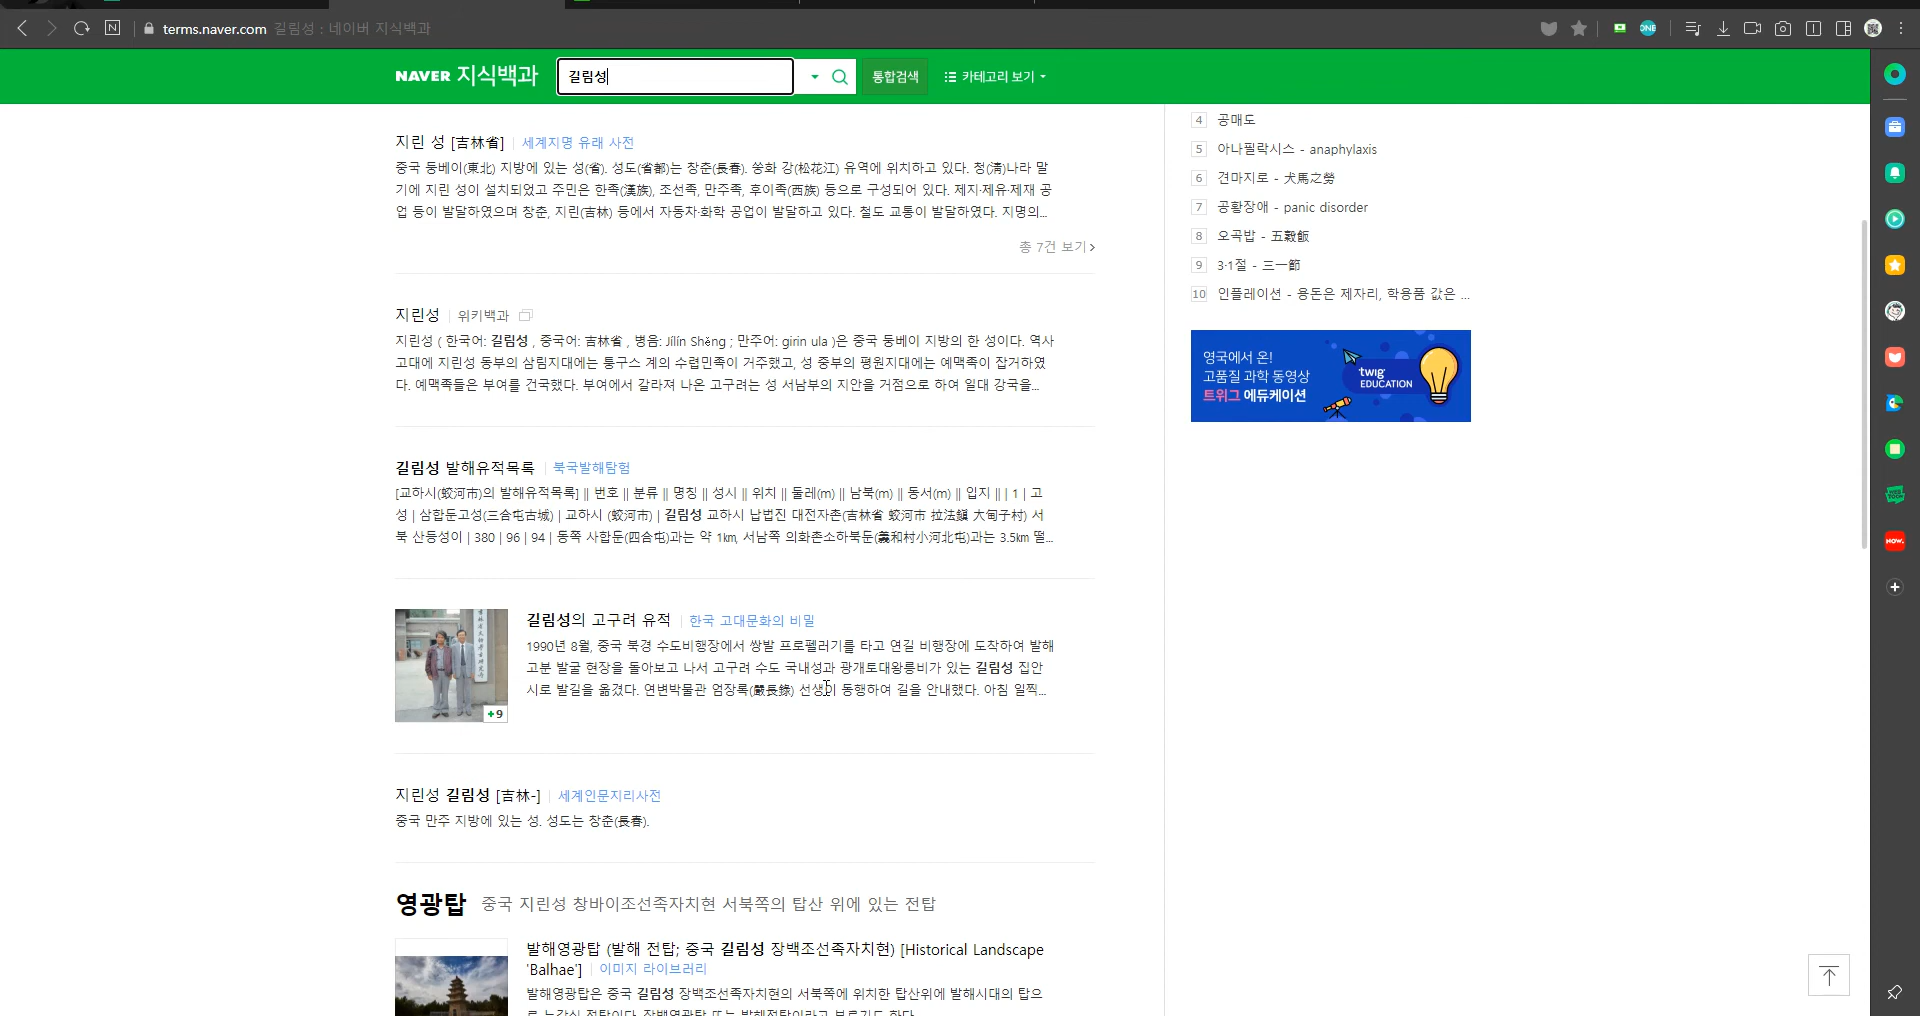 terms.naver.com 길림성 : 네이버 지식백과
NAVER 지식백과
길림성
통합검색
카테고리 보기
지린 성 [吉林省] 세계지명 유래 사전
중국 둥베이(東北) 지방에 있는 성(省). 성도(省都)는 창춘(長春). 쑹화 강(松花江) 유역에 위치하고 있다. 청(淸)나라 말
기에 지린 성이 설치되었고 주민은 한족(漢族), 조선족, 만주족, 후이족(西族) 등으로 구성되어 있다. 제지·제유·제재 공
업 등이 발달하였으며 창춘, 지린(吉林) 등에서 자동차·화학 공업이 발달하고 있다. 철도 교통이 발달하였다. 지명의...
총 7건 보기
지린성 위키백과
지린성 ( 한국어: 길림성 , 중국어: 吉林省 , 병음: Jílín Shěng ; 만주어: girin ula )은 중국 둥베이 지방의 한 성이다. 역사
고대에 지린성 동부의 삼림지대에는 퉁구스 계의 수렵민족이 거주했고, 성 중부의 평원지대에는 예맥족이 잡거하였
다. 예맥족들은 부여를 건국했다. 부여에서 갈라져 나온 고구려는 성 서남부의 지안을 거점으로 하여 일대 강국을...
길림성 발해유적목록 북국발해탐험
[교하시(蛟河市)의 발해유적목록] || 번호 || 분류 || 명칭 || 성시 || 위치 || 둘레(m) || 남북(m) || 동서(m) || 입지 || | 1 | 고
성 | 삼합둔고성(三合屯古城) | 교하시 (蛟河市) | 길림성 교하시 납법진 대전자촌(吉林省 蛟河市 拉法鎭 大甸子村) 서
북 산등성이 | 380 | 96 | 94 | 동쪽 사합둔(四合屯)과는 약 1km, 서남쪽 의화촌소하북둔(義和村小河北屯)과는 3.5km 떨...
+9
길림성의 고구려 유적 한국 고대문화의 비밀
1990년 8월, 중국 북경 수도비행장에서 쌍발 프로펠러기를 타고 연길 비행장에 도착하여 발해
고분 발굴 현장을 돌아보고 나서 고구려 수도 국내성과 광개토대왕릉비가 있는 길림성 집안
시로 발길을 옮겼다. 연변박물관 엄장록(嚴長錄) 선생이 동행하여 길을 안내했다. 아침 일찍...
지린성 길림성 [吉林-] 세계인문지리사전
중국 만주 지방에 있는 성. 성도는 창춘(長春).
영광탑 중국 지린성 창바이조선족자치현 서북쪽의 탑산 위에 있는 전탑
발해영광탑 (발해 전탑; 중국 길림성 장백조선족자치현) [Historical Landscape
'Balhae'] 이미지 라이브러리
발해영광탑은 중국 길림성 장백조선족자치현의 서북쪽에 위치한 탑산위에 발해시대의 탑으
4 공매도
5 아나필락시스 - anaphylaxis
6 견마지로 - 犬馬之勞
7 공황장애 - panic disorder
8 오곡밥 - 五穀飯
9 3·1절 - 三一節
10 인플레이션 - 용돈은 제자리, 학용품 값은 ...
영국에서 온!
고품질 과학 동영상
트위그 에듀케이션
twig
EDUCATION
ONE
WEB
TOON
NOW.